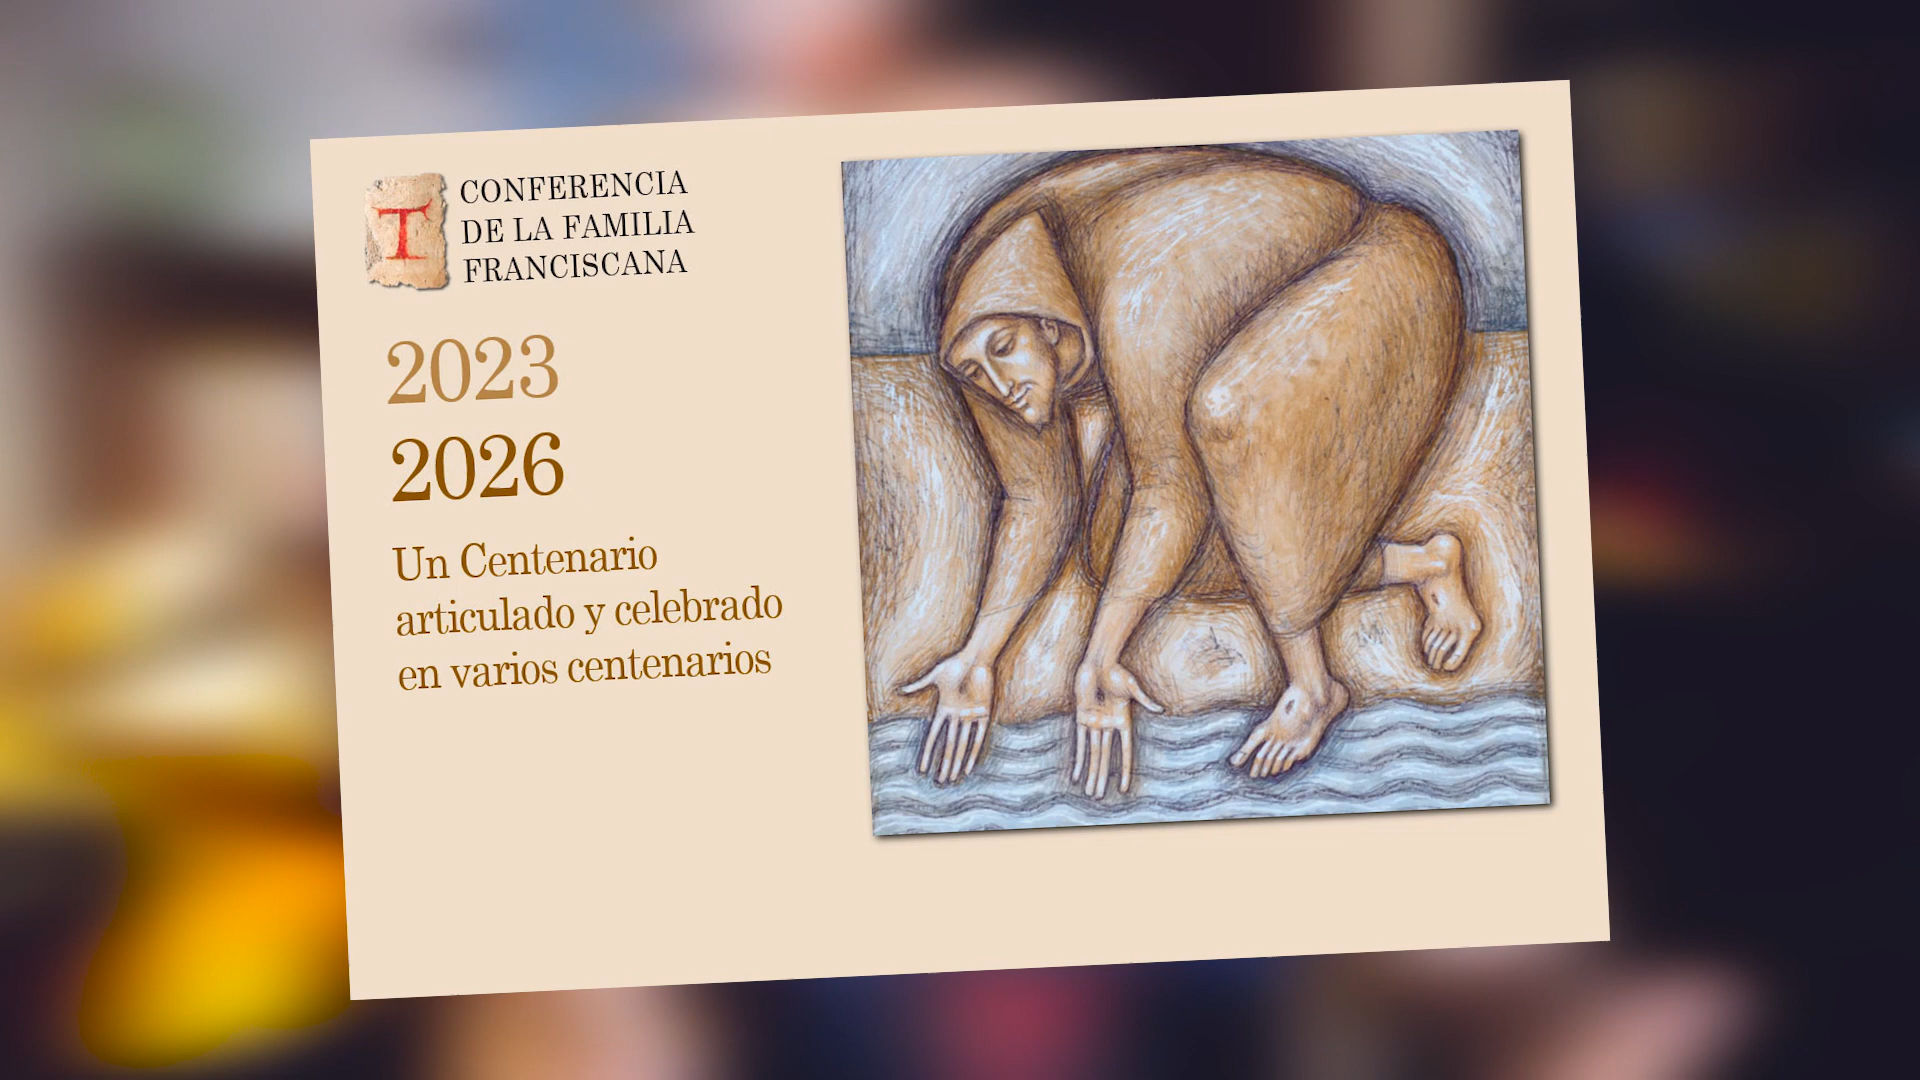 T
CONFERENCIA
DE LA FAMILIA
FRANCISCANA
2023
2026
Un Centenario
articulado y celebrado
en varios centenarios